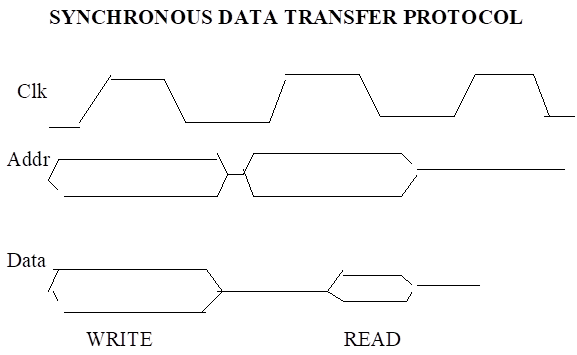 SYNCHRONOUS DATA TRANSFER PROTOCOL
Clk
Addr
Data
WRITE READ